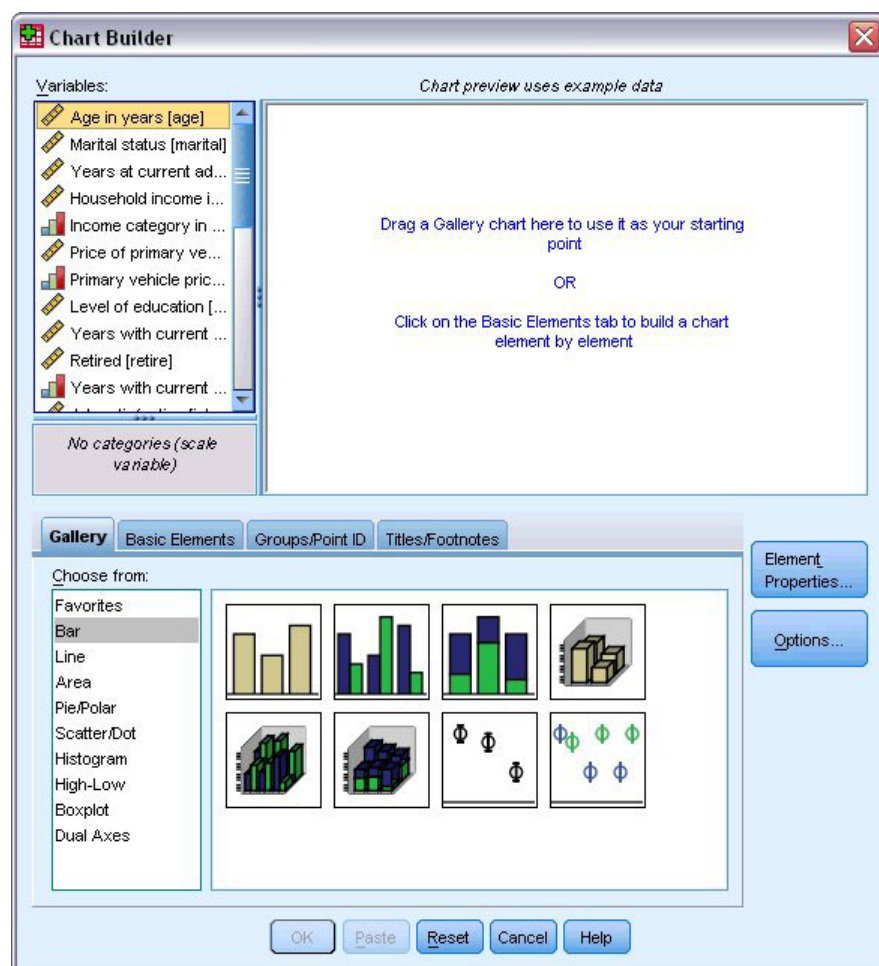 Chart Builder
Variables:
Chart preview uses example data
Age in years [age]
Marital status [marital]
Years at current ad...
Household income i...
Income category in ...
Price of primary ve...
Primary vehicle pric...
Level of education [...
Years with current ...
Retired [retire]
Years with current ...
No categories (scale
variable)
Drag a Gallery chart here to use it as your starting
point
OR
Click on the Basic Elements tab to build a chart
element by element
Gallery Basic Elements Groups/Point ID Titles/Footnotes
Choose from:
Favorites
Bar
Line
Area
Pie/Polar
Scatter/Dot
Histogram
High-Low
Boxplot
Dual Axes
Element
Properties...
Options...
OK Paste Reset Cancel Help